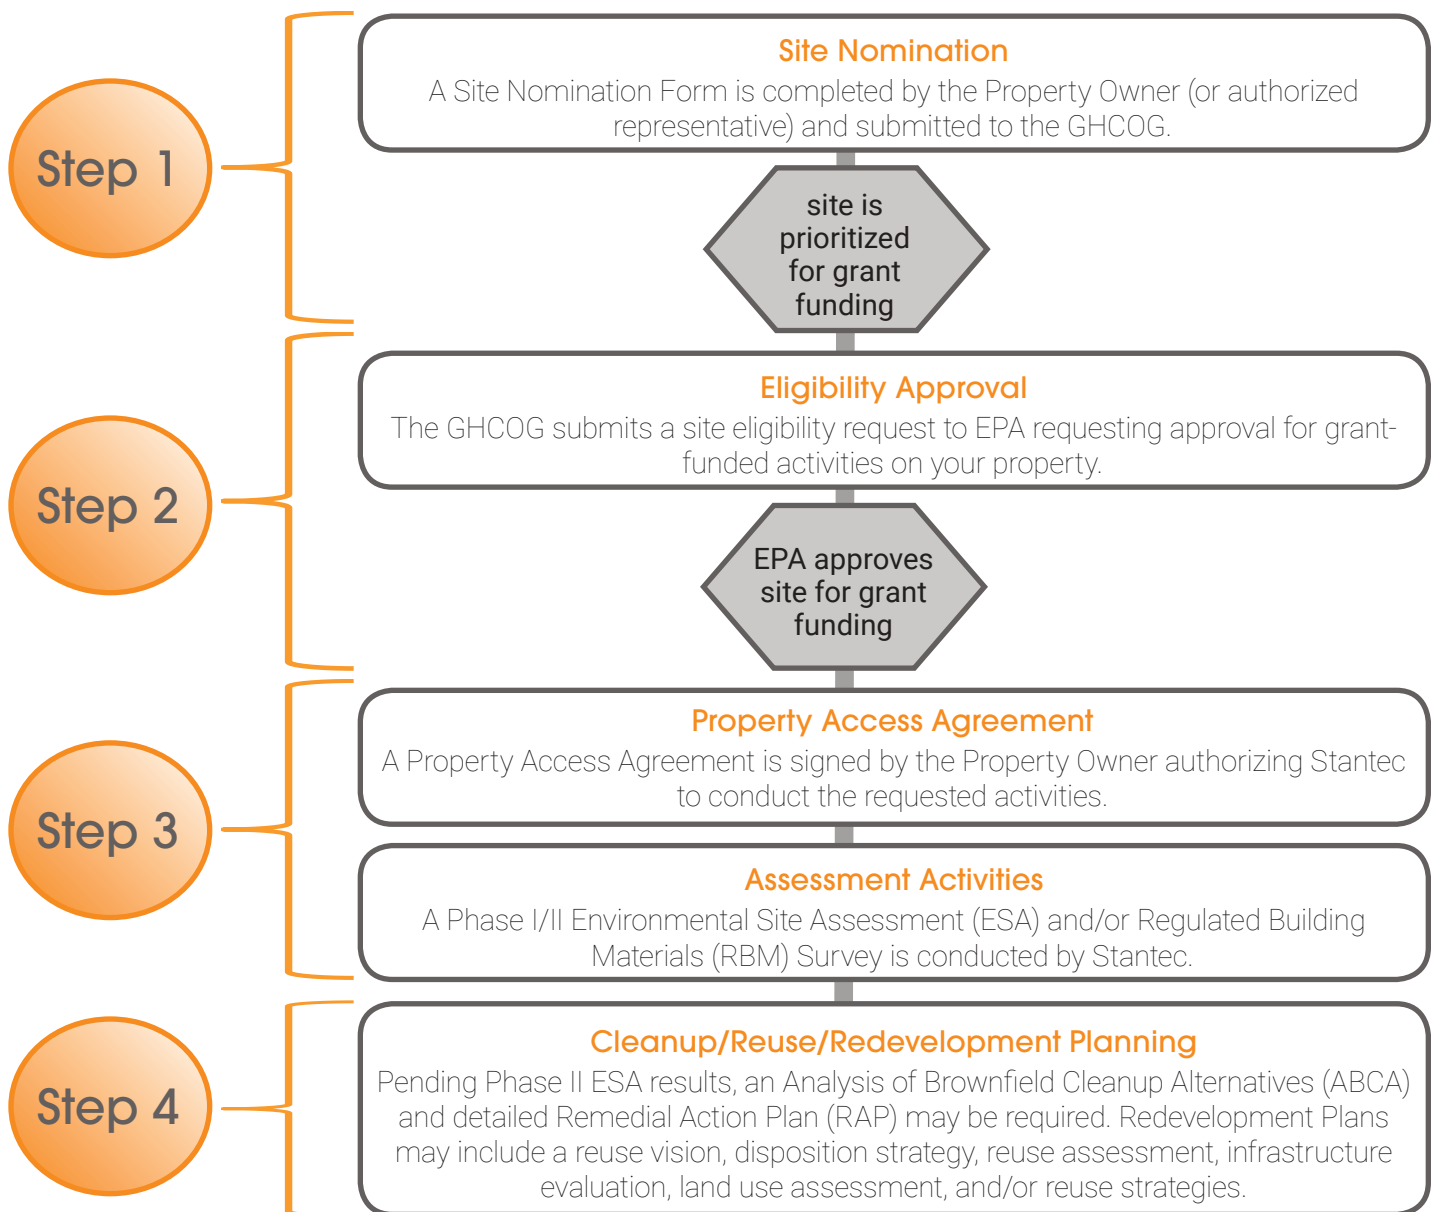 Step 1
Site Nomination
A Site Nomination Form is completed by the Property Owner (or authorized
representative) and submitted to the GHCOG.
site is
prioritized
for grant
funding
Step 2
Eligibility Approval
The GHCOG submits a site eligibility request to EPA requesting approval for grant-
funded activities on your property.
EPA approves
site for grant
funding
Step 3
Property Access Agreement
A Property Access Agreement is signed by the Property Owner authorizing Stantec
to conduct the requested activities.
Assessment Activities
A Phase I/II Environmental Site Assessment (ESA) and/or Regulated Building
Materials (RBM) Survey is conducted by Stantec.
Step 4
Cleanup/Reuse/Redevelopment Planning
Pending Phase II ESA results, an Analysis of Brownfield Cleanup Alternatives (ABCA)
and detailed Remedial Action Plan (RAP) may be required. Redevelopment Plans
may include a reuse vision, disposition strategy, reuse assessment, infrastructure
evaluation, land use assessment, and/or reuse strategies.